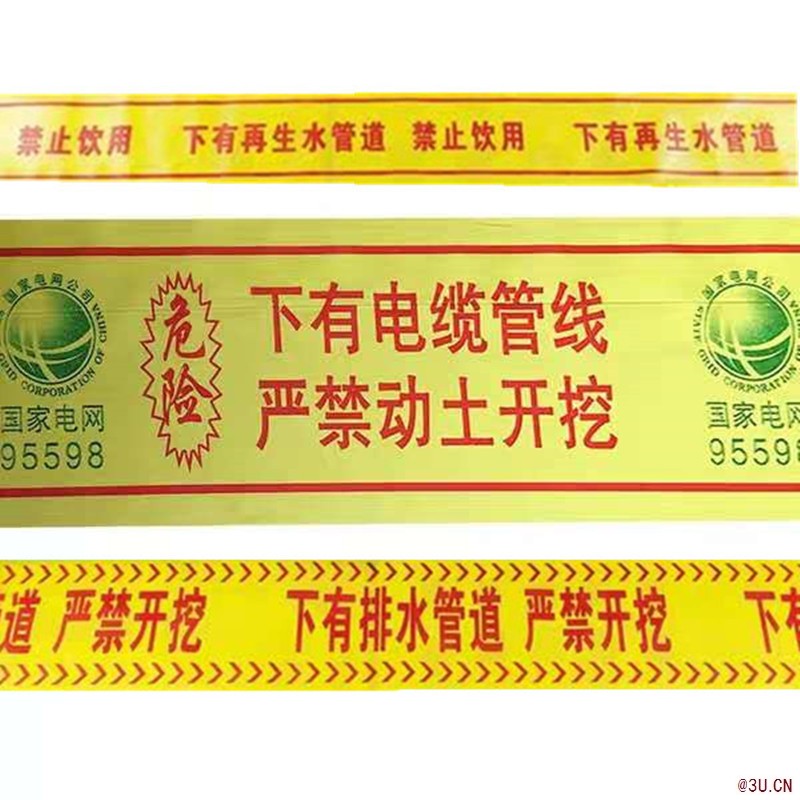 禁止饮用 下有再生水管道 禁止饮用 下有再生水管道
国家电网公司
STATE GRID CORPORATION OF CHINA
国家电网
95598
危险
下有电缆管线
严禁动土开挖
国家电网公司
STATE GRID CORPORATION OF CHINA
国家电网
9559
道 严禁开挖 下有排水管道 严禁开挖 下有
@3U.CN